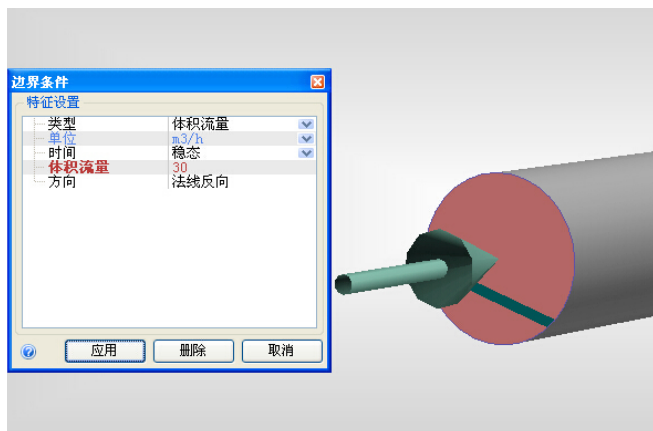 边界条件
特征设置
类型 体积流量
单位 m3/h
时间 稳态
体积流量 30
方向 法线反向
应用 删除 取消